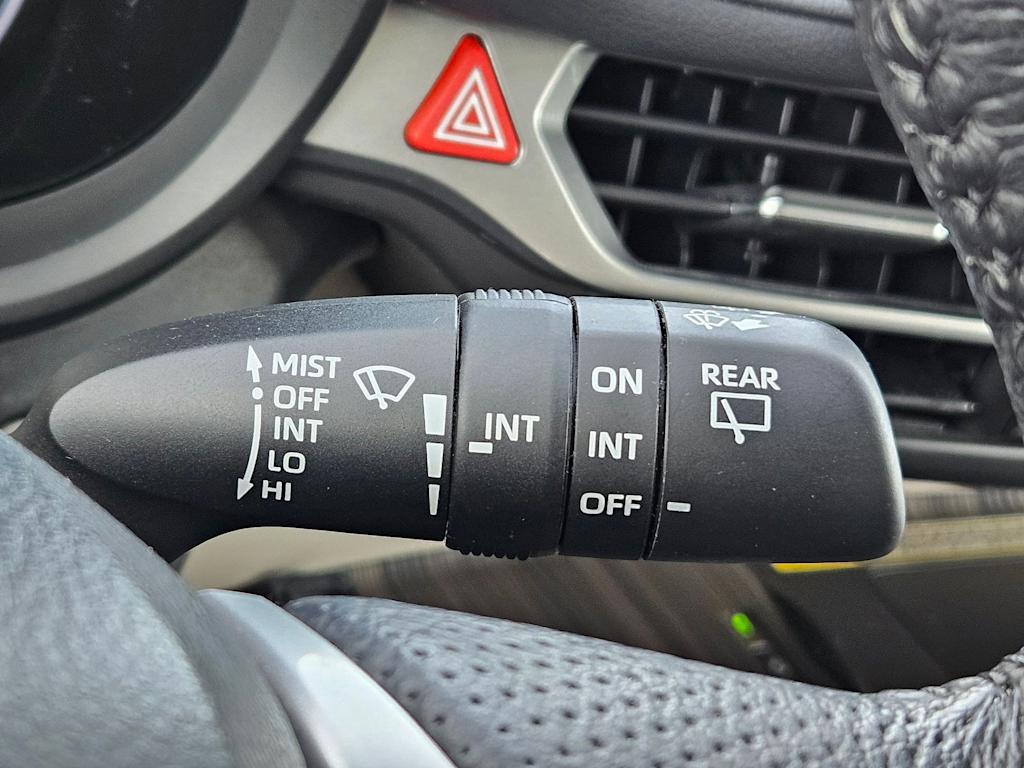 MIST
OFF
INT
LO
HI
INT
ON
INT
OFF
REAR